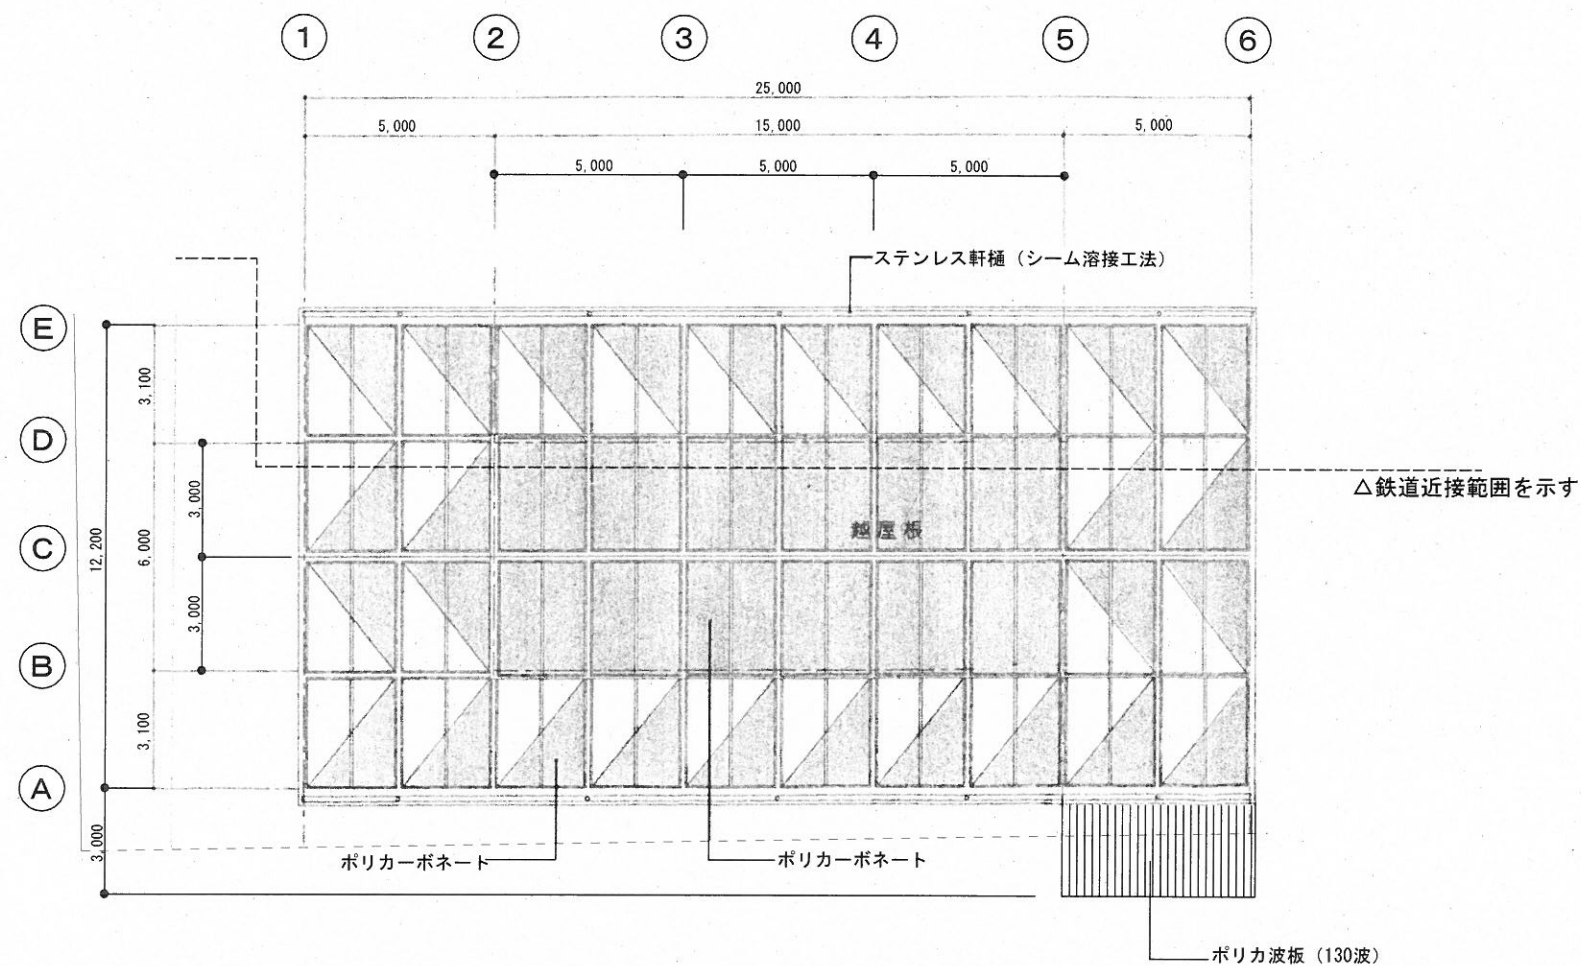 1 2 3 4 5 6
25,000
5,000 15,000 5,000
5,000 5,000 5,000
ステンレス軒樋（シーム溶接工法）
E
3,100
D
△鉄道近接範囲を示す
3,000
越屋根
C
12,200
6,000
3,000
B
3,100
A
3,000
ポリカーボネート ポリカーボネート
ポリカ波板（130波）